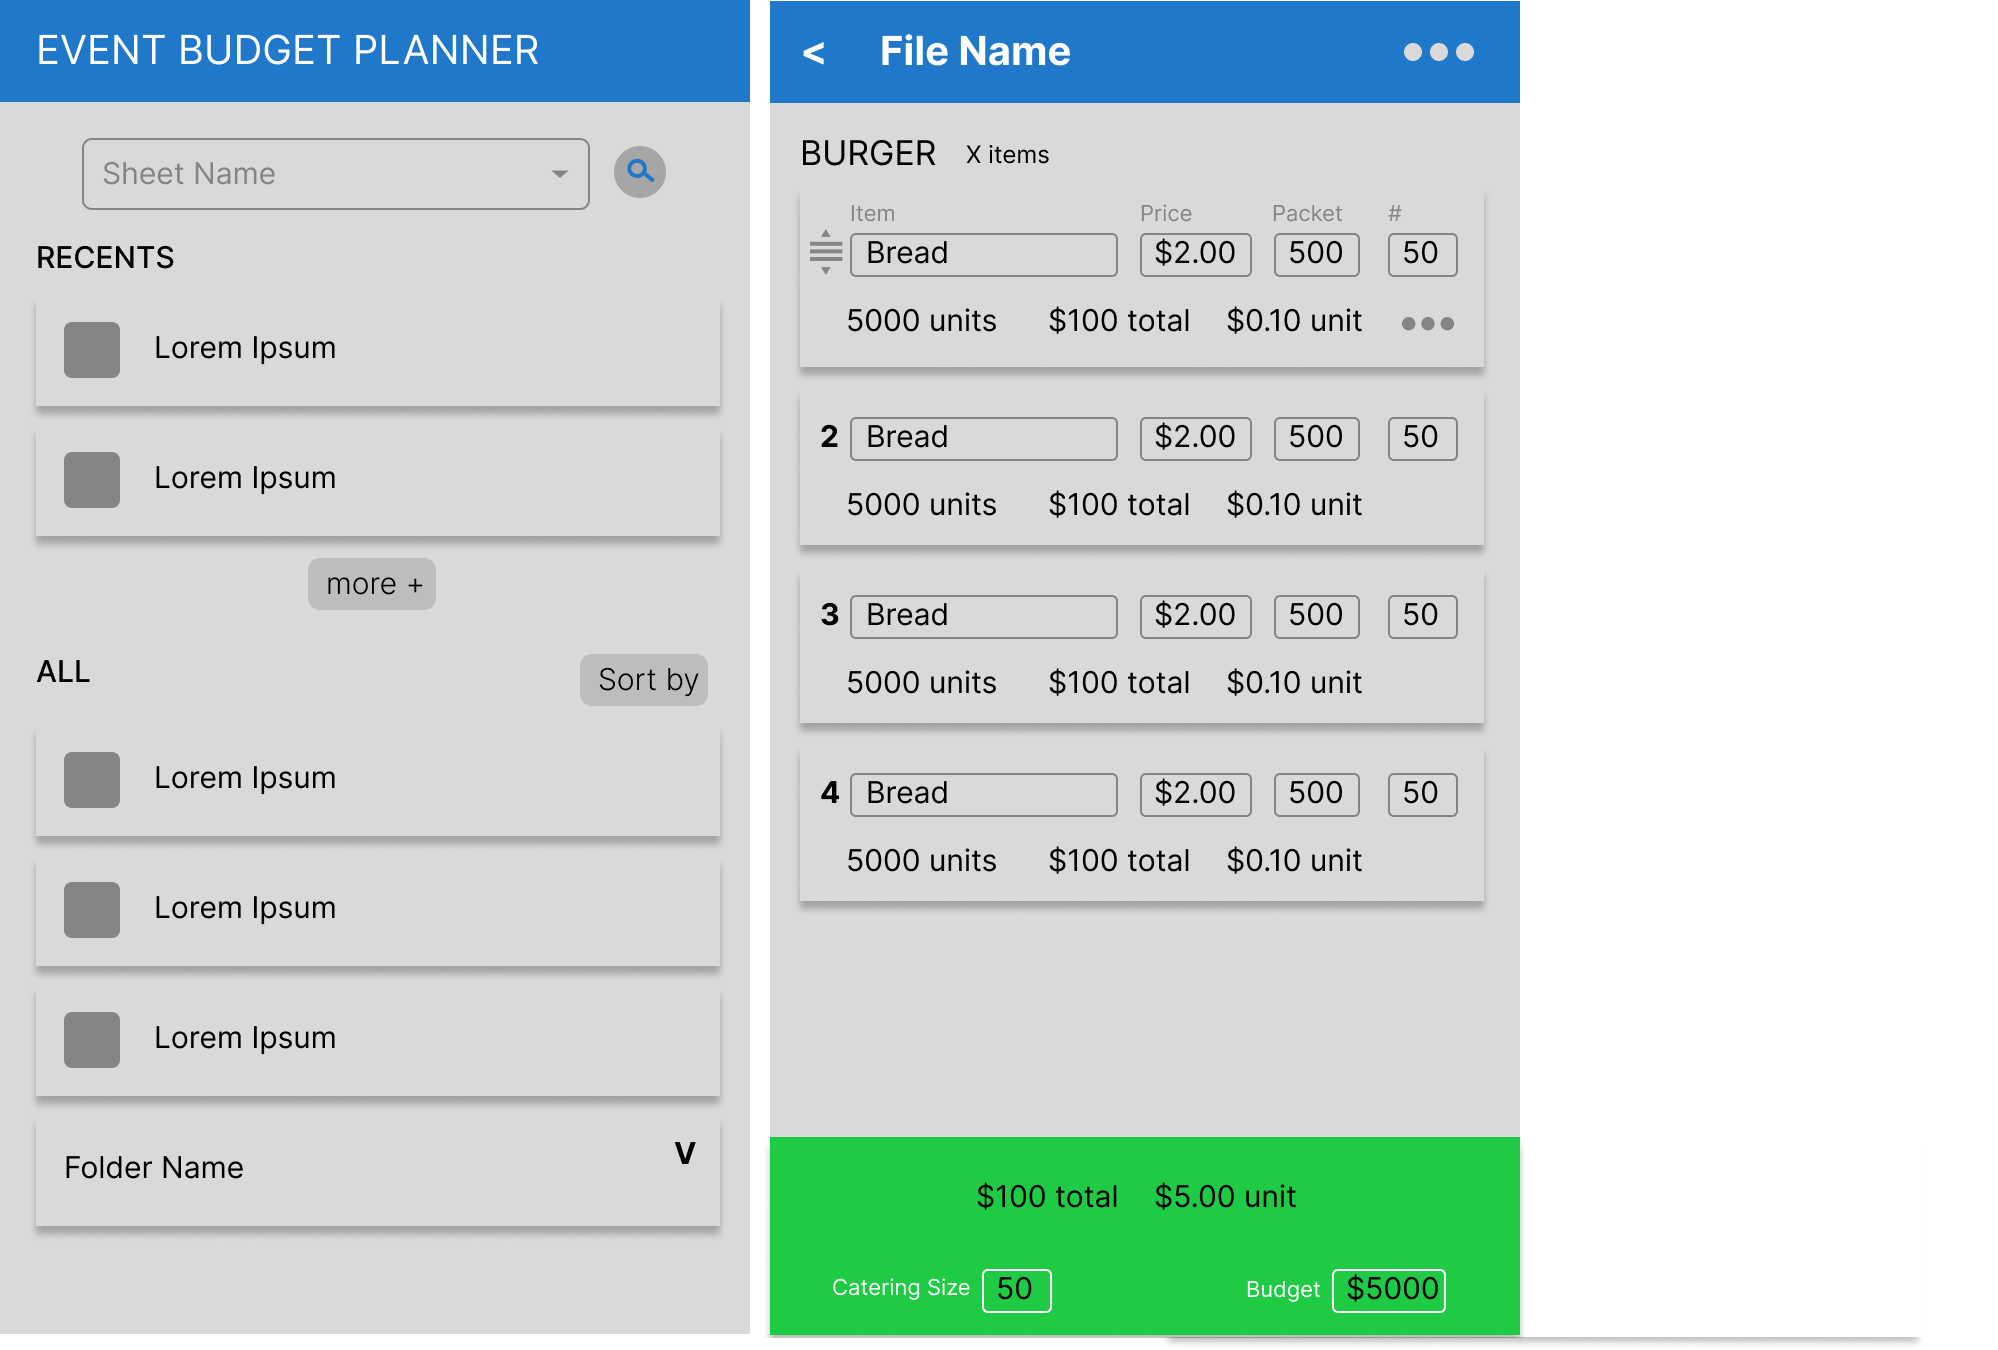 EVENT BUDGET PLANNER
Sheet Name
RECENTS
Lorem Ipsum
Lorem Ipsum
more +
ALL
Sort by
Lorem Ipsum
Lorem Ipsum
Lorem Ipsum
Folder Name
V
< File Name
BURGER X items
Item Price Packet #
Bread $2.00 500 50
5000 units $100 total $0.10 unit
2 Bread $2.00 500 50
5000 units $100 total $0.10 unit
3 Bread $2.00 500 50
5000 units $100 total $0.10 unit
4 Bread $2.00 500 50
5000 units $100 total $0.10 unit
$100 total $5.00 unit
Catering Size 50 Budget $5000